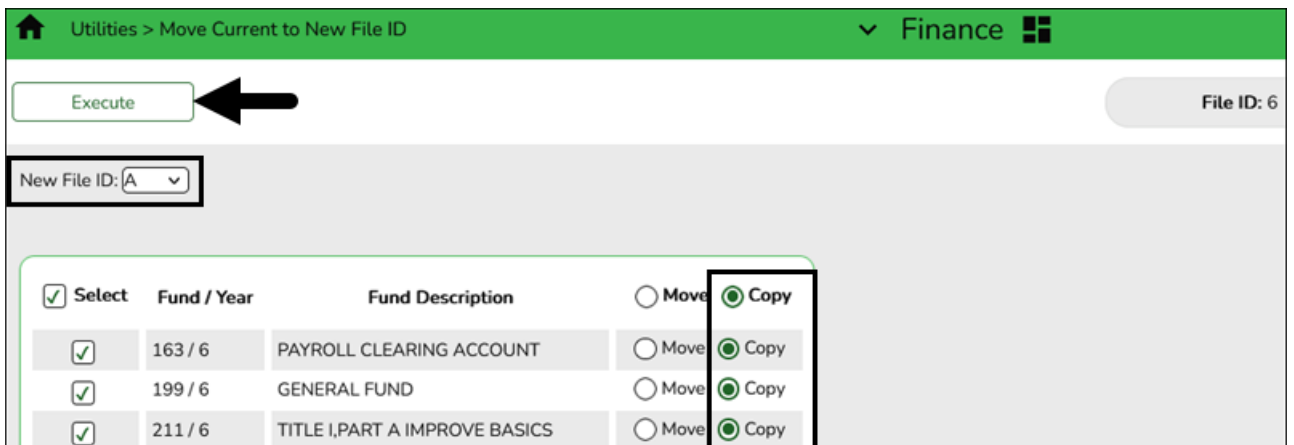 Utilities > Move Current to New File ID Finance
Execute File ID: 6
New File ID: A
Select Fund / Year Fund Description Move Copy
163 / 6 PAYROLL CLEARING ACCOUNT Move Copy
199 / 6 GENERAL FUND Move Copy
211 / 6 TITLE I,PART A IMPROVE BASICS Move Copy